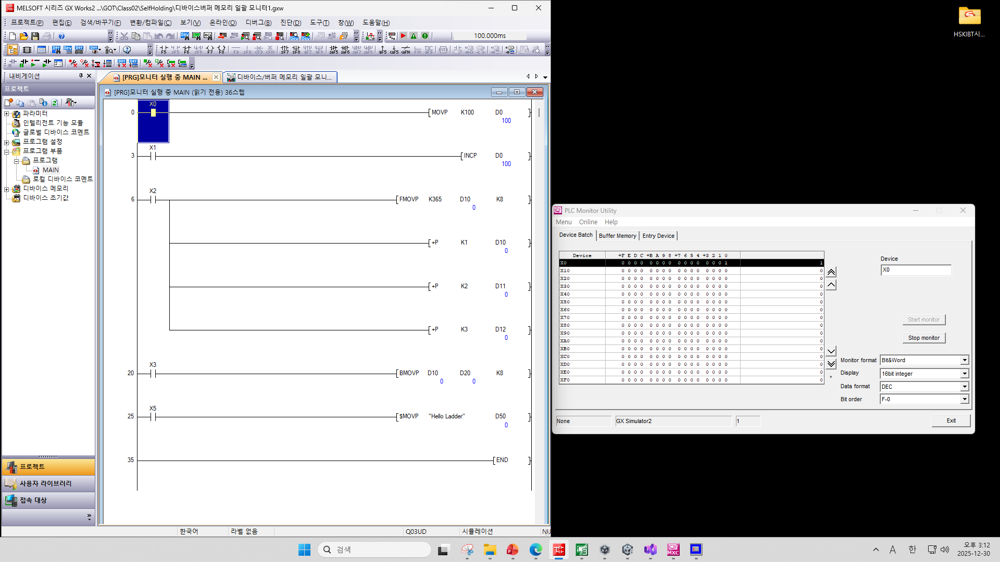 MELSOFT 시리즈 GX Works2 ...\GOT\Class02\SelfHolding\디바이스버퍼 메모리 일괄 모니터1.gxw
프로젝트(P) 편집(E) 검색/바꾸기(F) 변환/컴파일(C) 보기(V) 온라인(O) 디버그(B) 진단(D) 도구(T) 창(W) 도움말(H)
100.000ms
내비게이션
[PRG]모니터 실행 중 MAIN ...
디바이스/버퍼 메모리 일괄 모니...
프로젝트
[PRG]모니터 실행 중 MAIN (읽기 전용) 36스텝
파라미터
인텔리전트 기능 모듈
글로벌 디바이스 코멘트
프로그램 설정
프로그램 부품
프로그램
MAIN
로컬 디바이스 코멘트
디바이스 메모리
디바이스 초기값
프로젝트
사용자 라이브러리
접속 대상
X0
0 MOVP K100 D0
100
X1
3 INCP D0
100
X2
6 FMOVP K365 D10 K8
0
+P K1 D10
0
+P K2 D11
0
+P K3 D12
0
X3
20 BMOVP D10 D20 K8
0 0
X5
25 $MOVP "Hello Ladder" D50
0
35 END
한국어 라벨 없음 Q03UD 시뮬레이션
PLC Monitor Utility
Menu Online Help
Device Batch Buffer Memory Entry Device
Device +F E D C +B A 9 8 +7 6 5 4 +3 2 1 0
X0 0 0 0 0 0 0 0 0 0 0 0 0 0 0 0 1 1
X10 0 0 0 0 0 0 0 0 0 0 0 0 0 0 0 0 0
X20 0 0 0 0 0 0 0 0 0 0 0 0 0 0 0 0 0
X30 0 0 0 0 0 0 0 0 0 0 0 0 0 0 0 0 0
X40 0 0 0 0 0 0 0 0 0 0 0 0 0 0 0 0 0
X50 0 0 0 0 0 0 0 0 0 0 0 0 0 0 0 0 0
X60 0 0 0 0 0 0 0 0 0 0 0 0 0 0 0 0 0
X70 0 0 0 0 0 0 0 0 0 0 0 0 0 0 0 0 0
X80 0 0 0 0 0 0 0 0 0 0 0 0 0 0 0 0 0
X90 0 0 0 0 0 0 0 0 0 0 0 0 0 0 0 0 0
XA0 0 0 0 0 0 0 0 0 0 0 0 0 0 0 0 0 0
XB0 0 0 0 0 0 0 0 0 0 0 0 0 0 0 0 0 0
XC0 0 0 0 0 0 0 0 0 0 0 0 0 0 0 0 0 0
XD0 0 0 0 0 0 0 0 0 0 0 0 0 0 0 0 0 0
XE0 0 0 0 0 0 0 0 0 0 0 0 0 0 0 0 0 0
XF0 0 0 0 0 0 0 0 0 0 0 0 0 0 0 0 0 0
Device
X0
Start monitor
Stop monitor
Monitor format Bit&Word
Display 16bit integer
Data format DEC
Bit order F-0
None GX Simulator2 1 Exit
HSKIBT시...
검색
MXC
A 한
오후 3:12
2025-12-30